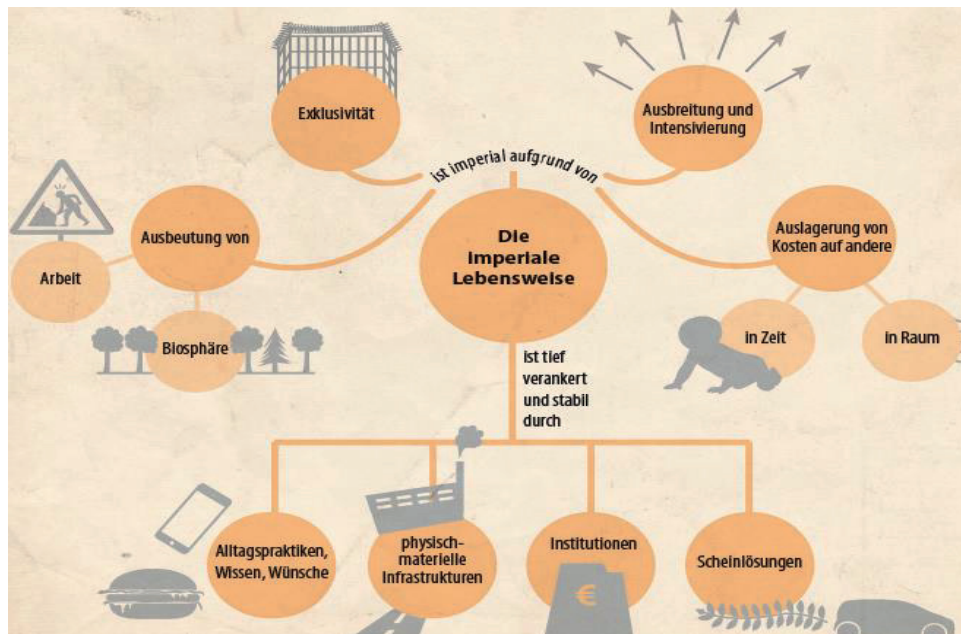 Exklusivität
Ausbreitung und
Intensivierung
ist imperial aufgrund von
Ausbeutung von
Die
Imperiale
Lebensweise
Auslagerung von
Kosten auf andere
Arbeit
Biosphäre
in Zeit
in Raum
ist tief
verankert
und stabil
durch
Alltagspraktiken,
Wissen, Wünsche
physisch-
materielle
Infrastrukturen
Institutionen
€
Scheinlösungen